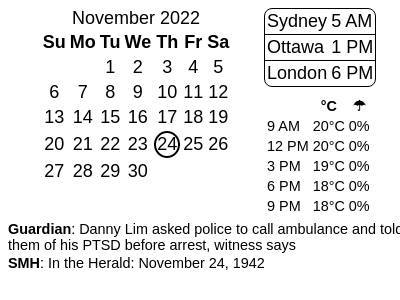 November 2022
Su Mo Tu We Th Fr Sa
1 2 3 4 5
6 7 8 9 10 11 12
13 14 15 16 17 18 19
20 21 22 23 24 25 26
27 28 29 30
Sydney 5 AM
Ottawa 1 PM
London 6 PM
°C ☂
9 AM 20°C 0%
12 PM 20°C 0%
3 PM 19°C 0%
6 PM 18°C 0%
9 PM 18°C 0%
Guardian: Danny Lim asked police to call ambulance and told
them of his PTSD before arrest, witness says
SMH: In the Herald: November 24, 1942